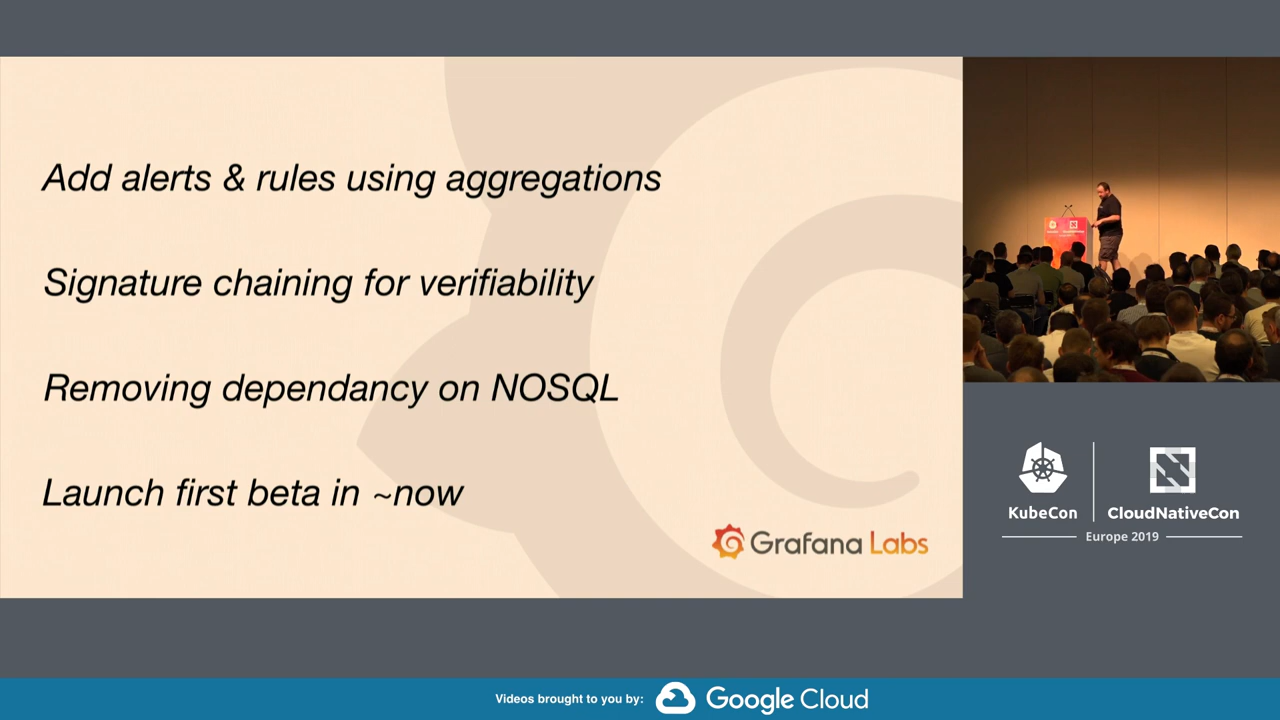 Add alerts & rules using aggregations
Signature chaining for verifiability
Removing dependancy on NOSQL
Launch first beta in ~now
Grafana Labs
KubeCon
CloudNativeCon
Europe 2019
Videos brought to you by:
Google Cloud